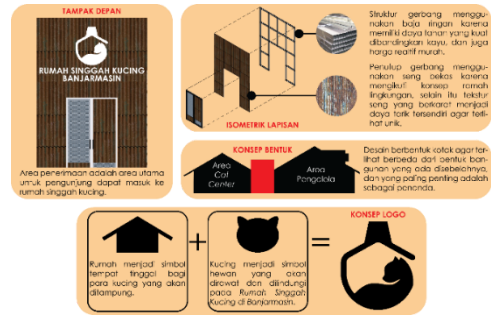 TAMPAK DEPAN
RUMAH SINGGAH KUCING
BANJARMASIN
Area penerimaan adalah area utama
untuk pengunjung dapat masuk ke
rumah singgah kucing.
ISOMETRIK LAPISAN
Struktur gerbang menggu-
nakan baja ringan karena
memiliki daya tahan yang kuat
dibandingkan kayu, dan juga
harga relatif murah.
Penutup gerbang menggu-
nakan seng bekas karena
mengikuti konsep ramah
lingkungan, selain itu tekstur
seng yang berkarat menjadi
daya tarik tersendiri agar terli-
hat unik.
KONSEP BENTUK
Area
Cat
Center
Area
Pengelola
Desain berbentuk kotak agar ter-
lihat berbeda dari bentuk ban-
gunan yang ada disebelahnya,
dan yang paling penting adalah
sebagai penanda.
Rumah menjadi simbol
tempat tinggal bagi
para kucing yang akan
ditampung.
+
Kucing menjadi simbol
hewan yang akan
dirawat dan dilindungi
pada Rumah Singgah
Kucing di Banjarmasin.
=
KONSEP LOGO